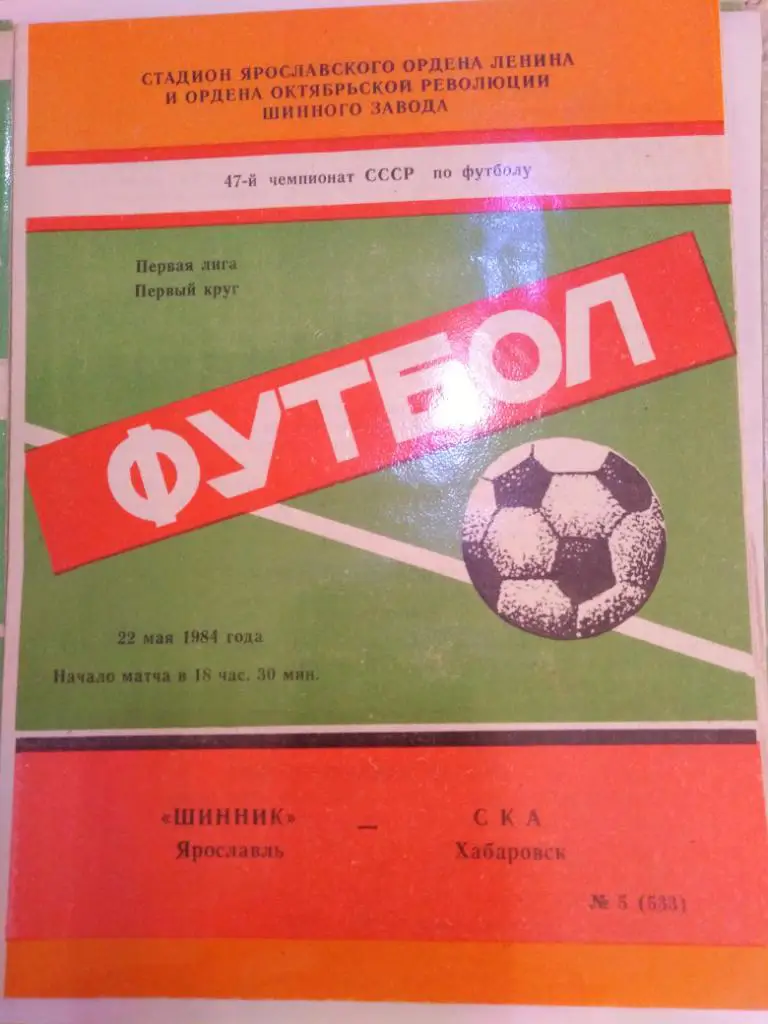 СТАДИОН ЯРОСЛАВСКОГО ОРДЕНА ЛЕНИНА
И ОРДЕНА ОКТЯБРЬСКОЙ РЕВОЛЮЦИИ
ШИННОГО ЗАВОДА
47-й чемпионат СССР по футболу
Первая лига
Первый круг
ФУТБОЛ
22 мая 1984 года
Начало матча в 18 час. 30 мин.
«ШИННИК» — СКА
Ярославль Хабаровск
№ 5 (533)